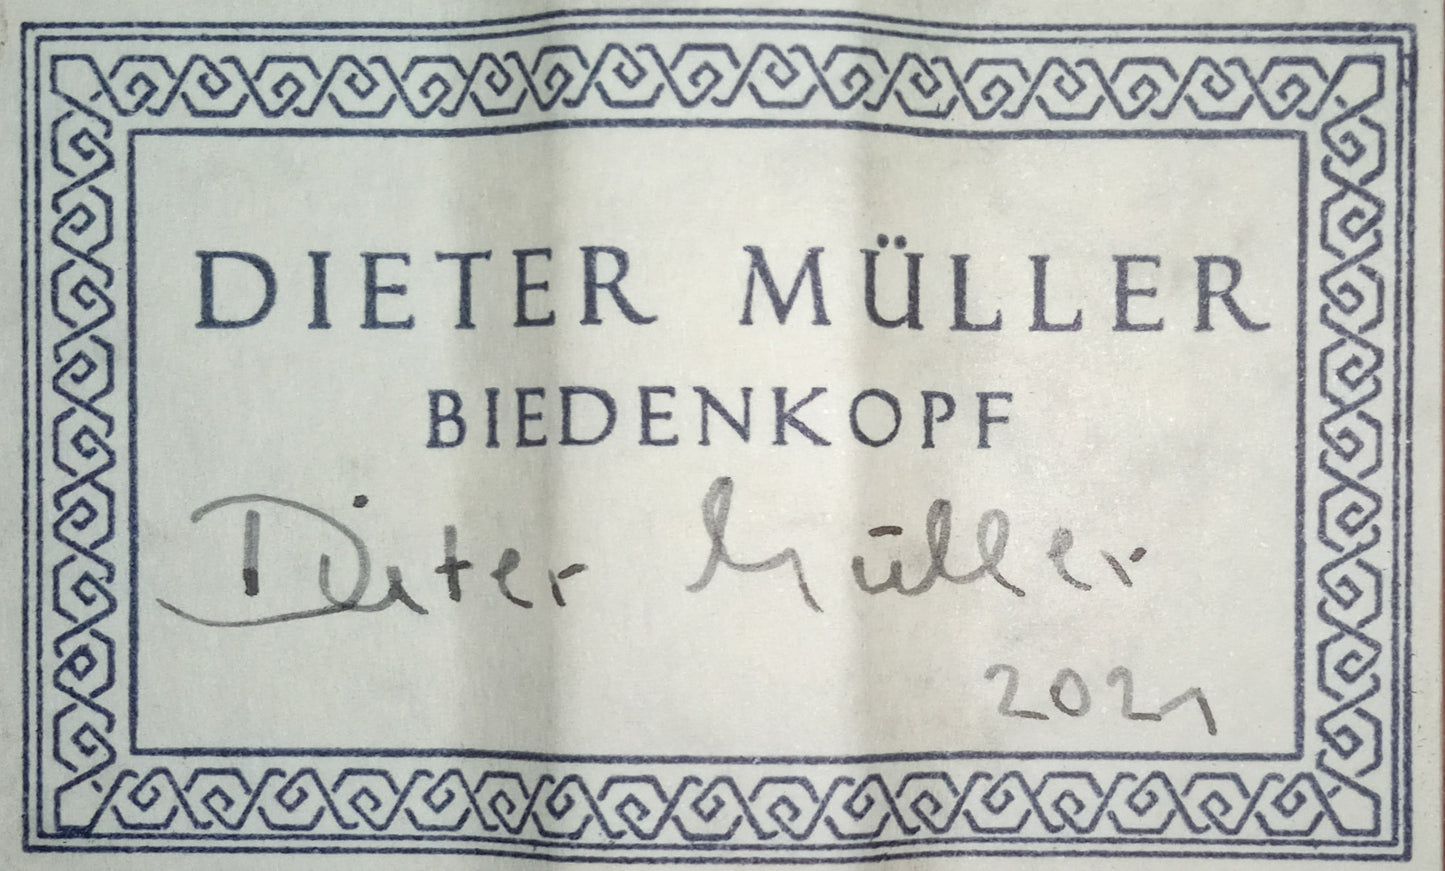 DIETER MÜLLER
BIEDENKOPF
Dieter Müller
2021